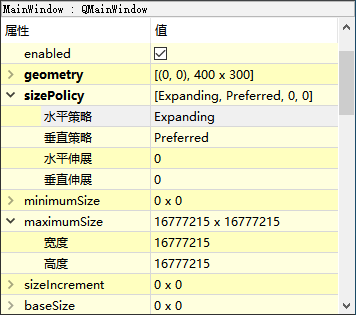 MainWindow : QMainWindow
属性 值
enabled
geometry [(0, 0), 400 x 300]
sizePolicy [Expanding, Preferred, 0, 0]
水平策略 Expanding
垂直策略 Preferred
水平伸展 0
垂直伸展 0
minimumSize 0 x 0
maximumSize 16777215 x 16777215
宽度 16777215
高度 16777215
sizeIncrement 0 x 0
baseSize 0 x 0